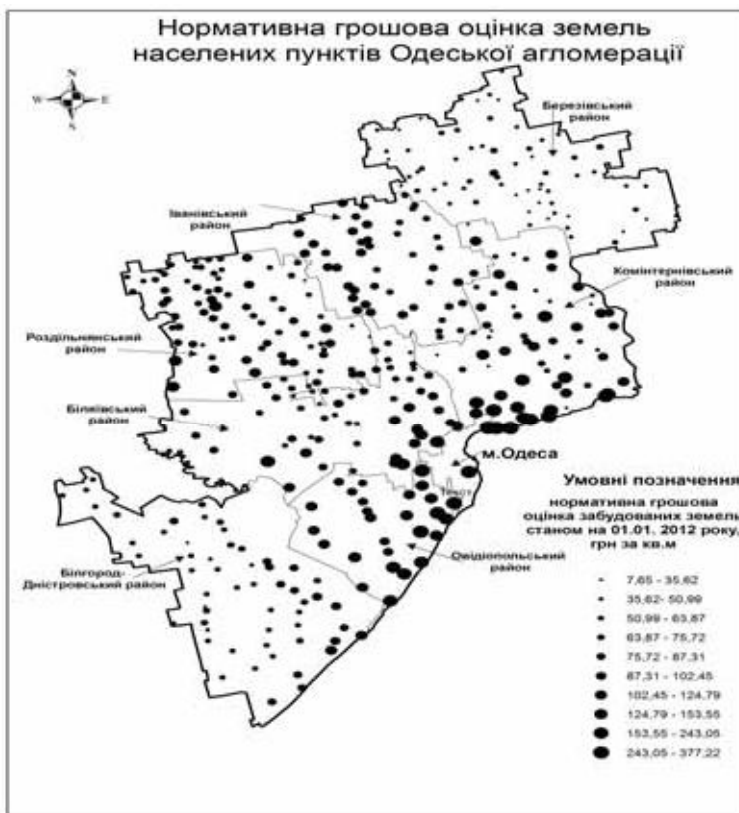 Нормативна грошова оцінка земель
населених пунктів Одеської агломерації
N
W E
S
Березівський
район
Іванівський
район
Комінтернівський
район
Роздільнянський
район
Біляївський
район
м.Одеса
Текст
Умовні позначення
нормативна грошова
оцінка забудованих земель
станом на 01.01. 2012 року,
грн за кв.м
Овідіопольський
район
Білгород-
Дністровський район
7,65 - 35,62
35,62- 50,99
50,99 - 63,87
63,87 - 75,72
75,72 - 87,31
87,31 - 102,45
102,45 - 124,79
124,79 - 153,55
153,55 - 243,05
243,05 - 377,22